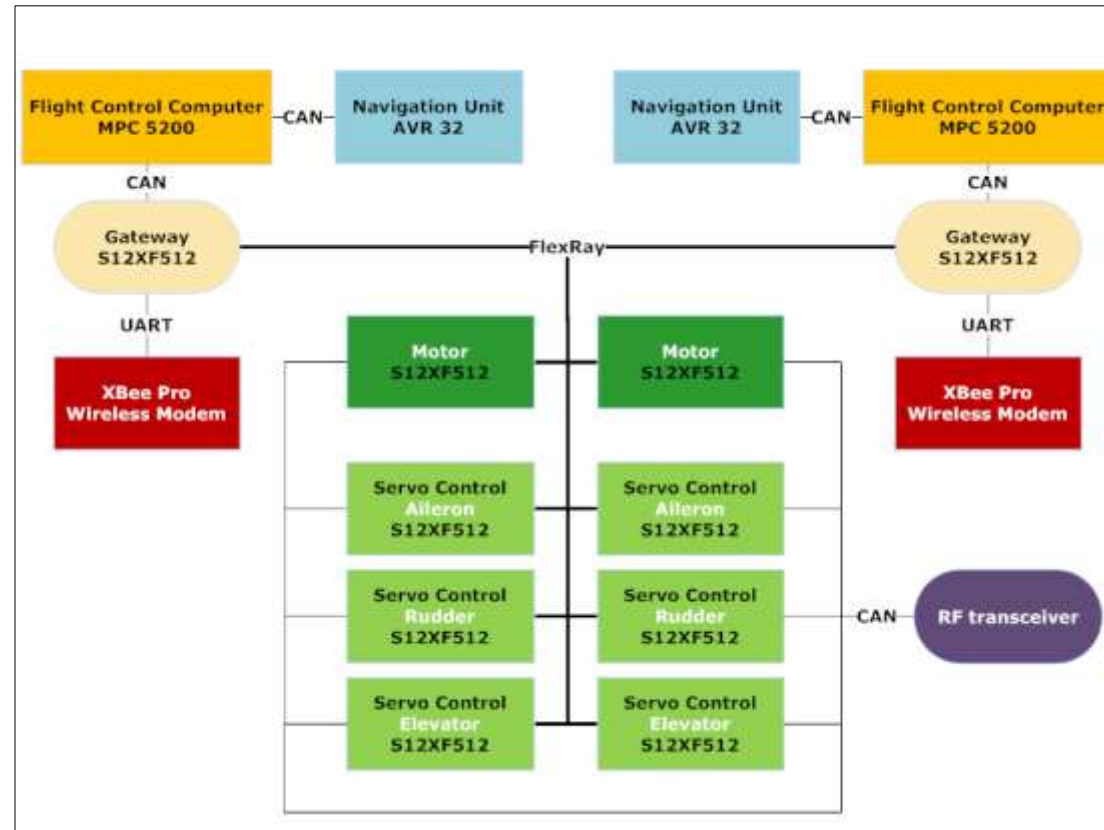 Flight Control Computer
MPC 5200
CAN
Navigation Unit
AVR 32
Navigation Unit
AVR 32
CAN
Flight Control Computer
MPC 5200
CAN
CAN
Gateway
S12XF512
FlexRay
Gateway
S12XF512
UART
UART
XBee Pro
Wireless Modem
Motor
S12XF512
Motor
S12XF512
XBee Pro
Wireless Modem
Servo Control
Aileron
S12XF512
Servo Control
Aileron
S12XF512
Servo Control
Rudder
S12XF512
Servo Control
Rudder
S12XF512
CAN
RF transceiver
Servo Control
Elevator
S12XF512
Servo Control
Elevator
S12XF512